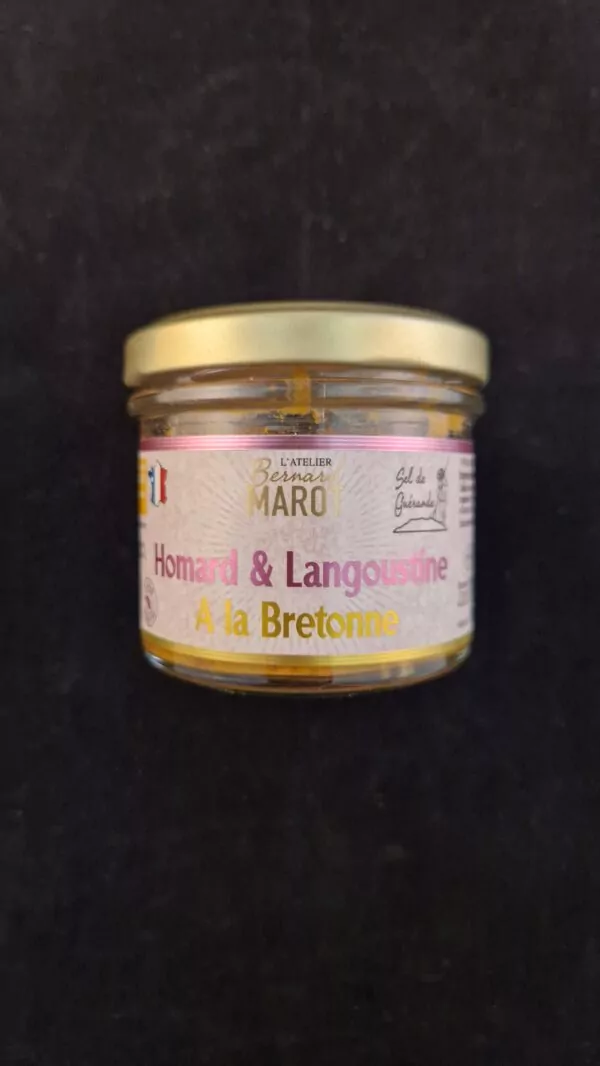 L'ATELIER
Bernard
MAROT
Sel de
Guérande
Homard & Langoustine
A la Bretonne